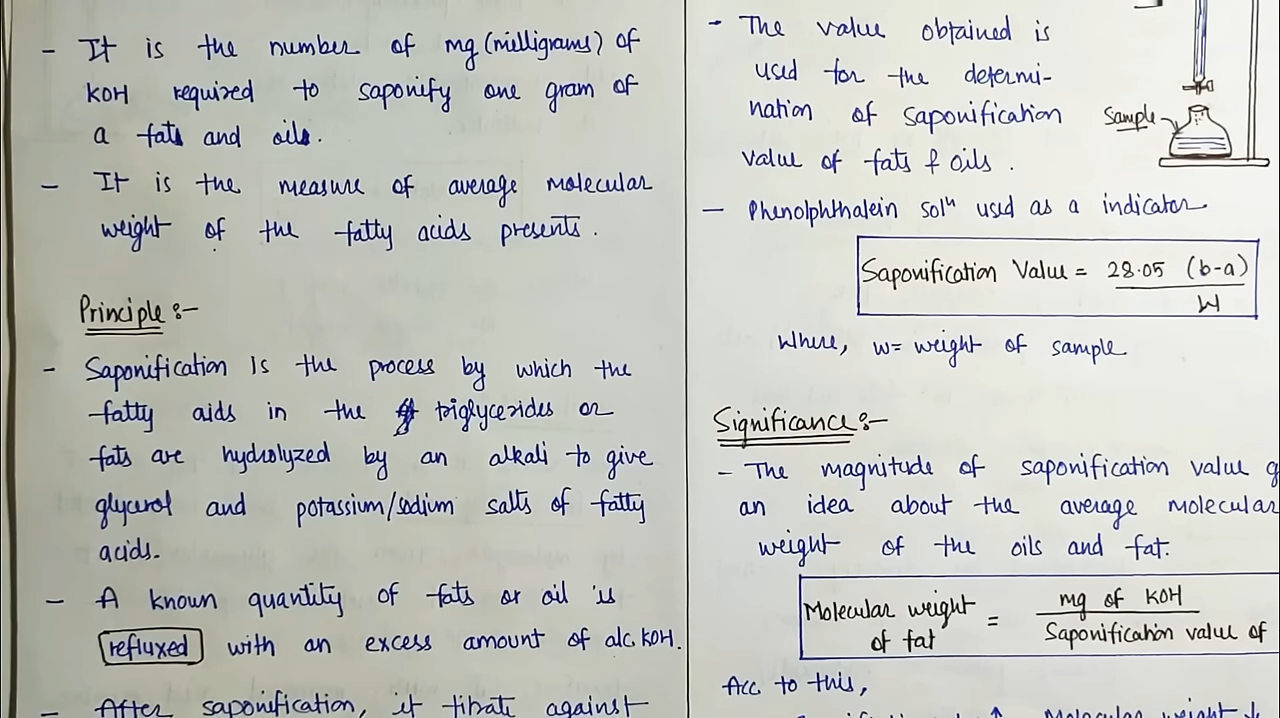 - It is the number of mg (milligrams) of
KOH required to saponify one gram of
a fats and oils.
- It is the measure of average molecular
weight of the fatty acids presents.
Principle :-
- Saponification is the process by which the
fatty aids in the triglycerides or
fats are hydrolyzed by an alkali to give
glycerol and potassium/sodium salts of fatty
acids.
- A known quantity of fats or oil is
refluxed with an excess amount of alc. KOH.
- After saponification, it titrate against
- The value obtained is
used for the determi-
nation of saponification
value of fats & oils.
Sample
- Phenolphthalein solⁿ used as a indicator
Saponification Value = 28.05 (b-a)
W
Where, w = weight of sample
Significance :-
- The magnitude of saponification value
an idea about the average molecular
weight of the oils and fat.
Molecular weight
of fat
= mg of KOH
Saponification value of
Acc. to this,
↑ Molecular weight ↓